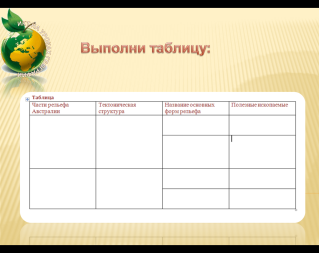 Выполни таблицу:
Таблица
Части рельефа Австралии
Тектоническая структура
Название основных форм рельефа
Полезные ископаемые